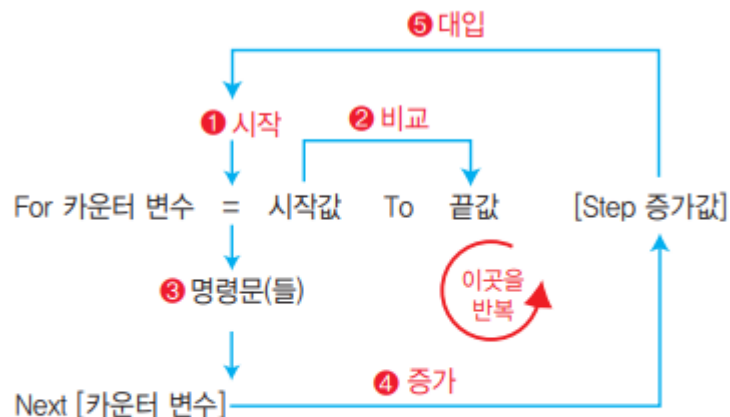 ❺ 대입
❶ 시작
❷ 비교
For 카운터 변수 = 시작값 To 끝값 [Step 증가값]
❸ 명령문(들)
이곳을
반복
❹ 증가
Next [카운터 변수]